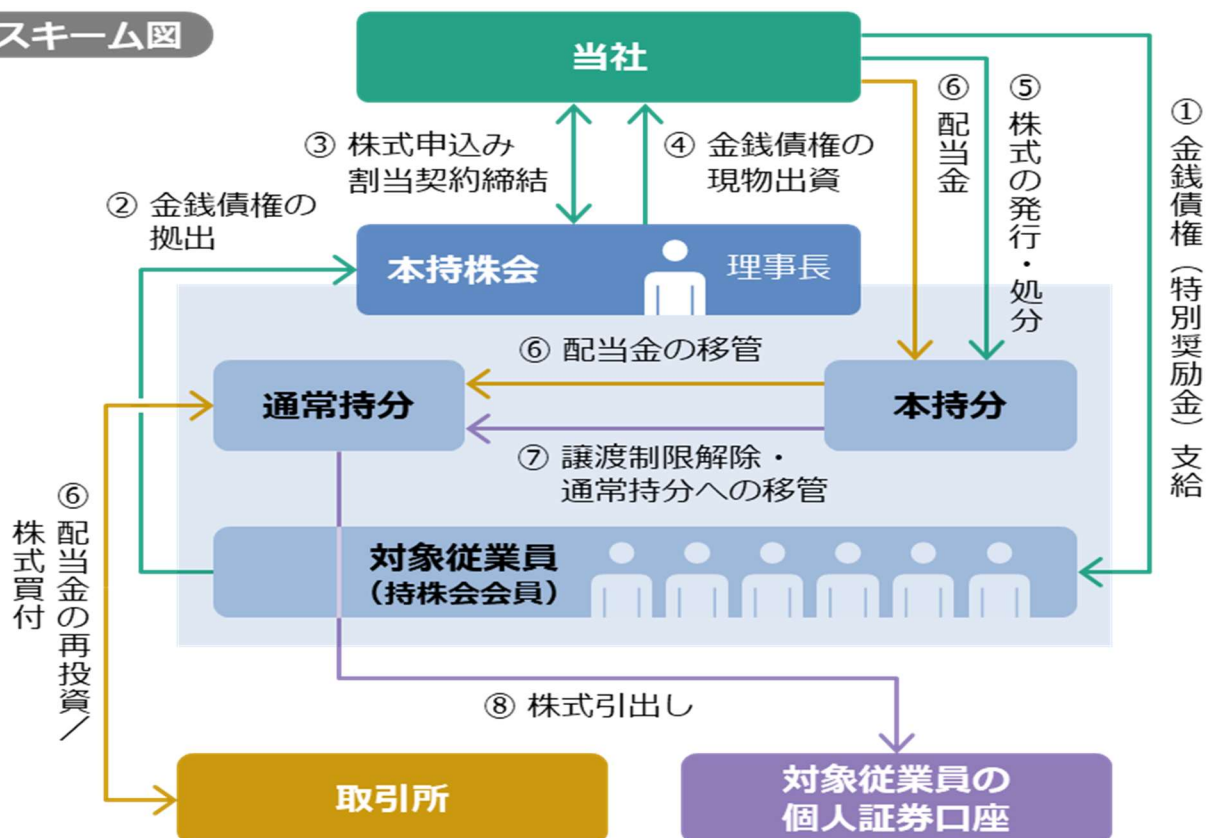 スキーム図
当社
③ 株式申込み
割当契約締結
④ 金銭債権の
現物出資
⑥ 配当金
⑤ 株式の発行・処分
① 金銭債権（特別奨励金）支給
② 金銭債権の
拠出
本持株会
理事長
⑥ 配当金の移管
通常持分
本持分
⑦ 譲渡制限解除・
通常持分への移管
⑥ 配当金の再投資／
株式買付
対象従業員
（持株会会員）
⑧ 株式引出し
取引所
対象従業員の
個人証券口座